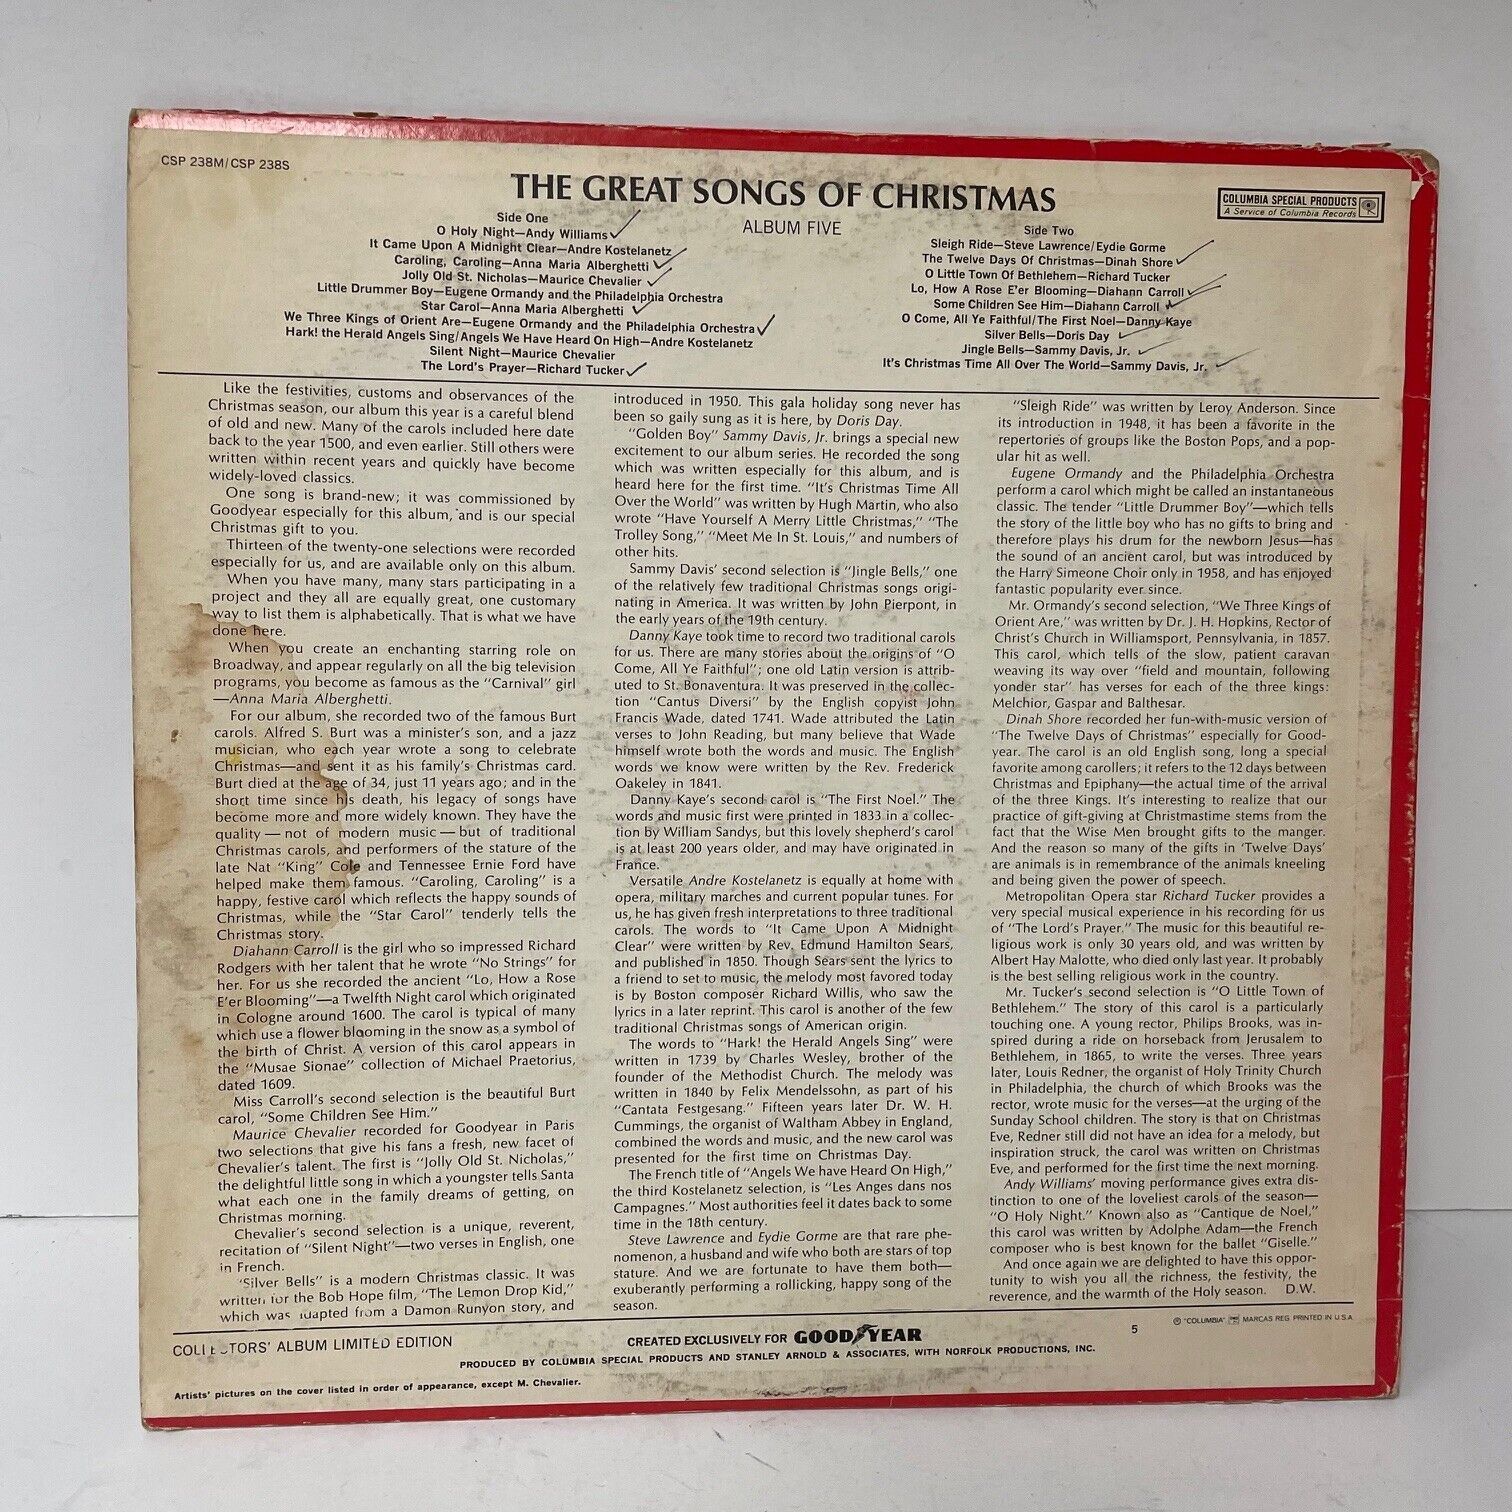 CSP 238M/CSP 238S
THE GREAT SONGS OF CHRISTMAS
ALBUM FIVE
COLUMBIA SPECIAL PRODUCTS
A Service of Columbia Records
Side One
O Holy Night—Andy Williams
It Came Upon A Midnight Clear—Andre Kostelanetz
Caroling, Caroling—Anna Maria Alberghetti
Jolly Old St. Nicholas—Maurice Chevalier
Little Drummer Boy—Eugene Ormandy and the Philadelphia Orchestra
Star Carol—Anna Maria Alberghetti
We Three Kings of Orient Are—Eugene Ormandy and the Philadelphia Orchestra
Hark! the Herald Angels Sing/Angels We Have Heard On High—Andre Kostelanetz
Silent Night—Maurice Chevalier
The Lord's Prayer—Richard Tucker
Side Two
Sleigh Ride—Steve Lawrence/Eydie Gorme
The Twelve Days Of Christmas—Dinah Shore
O Little Town Of Bethlehem—Richard Tucker
Lo, How A Rose E'er Blooming—Diahann Carroll
Some Children See Him—Diahann Carroll
O Come, All Ye Faithful/The First Noel—Danny Kaye
Silver Bells—Doris Day
Jingle Bells—Sammy Davis, Jr.
It's Christmas Time All Over The World—Sammy Davis, Jr.
Like the festivities, customs and observances of the
Christmas season, our album this year is a careful blend
of old and new. Many of the carols included here date
back to the year 1500, and even earlier. Still others were
written within recent years and quickly have become
widely-loved classics.
One song is brand-new; it was commissioned by
Goodyear especially for this album, and is our special
Christmas gift to you.
Thirteen of the twenty-one selections were recorded
especially for us, and are available only on this album.
When you have many, many stars participating in a
project and they all are equally great, one customary
way to list them is alphabetically. That is what we have
done here.
When you create an enchanting starring role on
Broadway, and appear regularly on all the big television
programs, you become as famous as the "Carnival" girl
—Anna Maria Alberghetti.
For our album, she recorded two of the famous Burt
carols. Alfred S. Burt was a minister's son, and a jazz
musician, who each year wrote a song to celebrate
Christmas—and sent it as his family's Christmas card.
Burt died at the age of 34, just 11 years ago; and in the
short time since his death, his legacy of songs have
become more and more widely known. They have the
quality — not of modern music — but of traditional
Christmas carols, and performers of the stature of the
late Nat "King" Cole and Tennessee Ernie Ford have
helped make them famous. "Caroling, Caroling" is a
happy, festive carol which reflects the happy sounds of
Christmas, while the "Star Carol" tenderly tells the
Christmas story.
Diahann Carroll is the girl who so impressed Richard
Rodgers with her talent that he wrote "No Strings" for
her. For us she recorded the ancient "Lo, How a Rose
E'er Blooming"—a Twelfth Night carol which originated
in Cologne around 1600. The carol is typical of many
which use a flower blooming in the snow as a symbol of
the birth of Christ. A version of this carol appears in
the "Musae Sionae" collection of Michael Praetorius,
dated 1609.
Miss Carroll's second selection is the beautiful Burt
carol, "Some Children See Him."
Maurice Chevalier recorded for Goodyear in Paris
two selections that give his fans a fresh, new facet of
Chevalier's talent. The first is "Jolly Old St. Nicholas,"
the delightful little song in which a youngster tells Santa
what each one in the family dreams of getting, on
Christmas morning.
Chevalier's second selection is a unique, reverent,
recitation of "Silent Night"—two verses in English, one
in French.
"Silver Bells" is a modern Christmas classic. It was
written for the Bob Hope film, "The Lemon Drop Kid,"
which was adapted from a Damon Runyon story, and
introduced in 1950. This gala holiday song never has
been so gaily sung as it is here, by Doris Day.
"Golden Boy" Sammy Davis, Jr. brings a special new
excitement to our album series. He recorded the song
which was written especially for this album, and is
heard here for the first time. "It's Christmas Time All
Over the World" was written by Hugh Martin, who also
wrote "Have Yourself A Merry Little Christmas," "The
Trolley Song," "Meet Me In St. Louis," and numbers of
other hits.
Sammy Davis' second selection is "Jingle Bells," one
of the relatively few traditional Christmas songs origi-
nating in America. It was written by John Pierpont, in
the early years of the 19th century.
Danny Kaye took time to record two traditional carols
for us. There are many stories about the origins of "O
Come, All Ye Faithful"; one old Latin version is attrib-
uted to St. Bonaventura. It was preserved in the collec-
tion "Cantus Diversi" by the English copyist John
Francis Wade, dated 1741. Wade attributed the Latin
verses to John Reading, but many believe that Wade
himself wrote both the words and music. The English
words we know were written by the Rev. Frederick
Oakeley in 1841.
Danny Kaye's second carol is "The First Noel." The
words and music first were printed in 1833 in a collec-
tion by William Sandys, but this lovely shepherd's carol
is at least 200 years older, and may have originated in
France.
Versatile Andre Kostelanetz is equally at home with
opera, military marches and current popular tunes. For
us, he has given fresh interpretations to three traditional
carols. The words to "It Came Upon A Midnight
Clear" were written by Rev. Edmund Hamilton Sears,
and published in 1850. Though Sears sent the lyrics to
a friend to set to music, the melody most favored today
is by Boston composer Richard Willis, who saw the
lyrics in a later reprint. This carol is another of the few
traditional Christmas songs of American origin.
The words to "Hark! the Herald Angels Sing" were
written in 1739 by Charles Wesley, brother of the
founder of the Methodist Church. The melody was
written in 1840 by Felix Mendelssohn, as part of his
"Cantata Festgesang." Fifteen years later Dr. W. H.
Cummings, the organist of Waltham Abbey in England,
combined the words and music, and the new carol was
presented for the first time on Christmas Day.
The French title of "Angels We have Heard On High,"
the third Kostelanetz selection, is "Les Anges dans nos
Campagnes." Most authorities feel it dates back to some
time in the 18th century.
Steve Lawrence and Eydie Gorme are that rare phe-
nomenon, a husband and wife who both are stars of top
stature. And we are fortunate to have them both—
exuberantly performing a rollicking, happy song of the
season.
"Sleigh Ride" was written by Leroy Anderson. Since
its introduction in 1948, it has been a favorite in the
repertories of groups like the Boston Pops, and a pop-
ular hit as well.
Eugene Ormandy and the Philadelphia Orchestra
perform a carol which might be called an instantaneous
classic. The tender "Little Drummer Boy"—which tells
the story of the little boy who has no gifts to bring and
therefore plays his drum for the newborn Jesus—has
the sound of an ancient carol, but was introduced by
the Harry Simeone Choir only in 1958, and has enjoyed
fantastic popularity ever since.
Mr. Ormandy's second selection, "We Three Kings of
Orient Are," was written by Dr. J. H. Hopkins, Rector of
Christ's Church in Williamsport, Pennsylvania, in 1857.
This carol, which tells of the slow, patient caravan
weaving its way over "field and mountain, following
yonder star" has verses for each of the three kings:
Melchior, Gaspar and Balthesar.
Dinah Shore recorded her fun-with-music version of
"The Twelve Days of Christmas" especially for Good-
year. The carol is an old English song, long a special
favorite among carollers; it refers to the 12 days between
Christmas and Epiphany—the actual time of the arrival
of the three Kings. It's interesting to realize that our
practice of gift-giving at Christmastime stems from the
fact that the Wise Men brought gifts to the manger.
And the reason so many of the gifts in 'Twelve Days'
are animals is in remembrance of the animals kneeling
and being given the power of speech.
Metropolitan Opera star Richard Tucker provides a
very special musical experience in his recording for us
of "The Lord's Prayer." The music for this beautiful re-
ligious work is only 30 years old, and was written by
Albert Hay Malotte, who died only last year. It probably
is the best selling religious work in the country.
Mr. Tucker's second selection is "O Little Town of
Bethlehem." The story of this carol is a particularly
touching one. A young rector, Philips Brooks, was in-
spired during a ride on horseback from Jerusalem to
Bethlehem, in 1865, to write the verses. Three years
later, Louis Redner, the organist of Holy Trinity Church
in Philadelphia, the church of which Brooks was the
rector, wrote music for the verses—at the urging of the
Sunday School children. The story is that on Christmas
Eve, Redner still did not have an idea for a melody, but
inspiration struck, the carol was written on Christmas
Eve, and performed for the first time the next morning.
Andy Williams' moving performance gives extra dis-
tinction to one of the loveliest carols of the season—
"O Holy Night." Known also as "Cantique de Noel,"
this carol was written by Adolphe Adam—the French
composer who is best known for the ballet "Giselle."
And once again we are delighted to have this oppor-
tunity to wish you all the richness, the festivity, the
reverence, and the warmth of the Holy season. D.W.
COLLECTORS' ALBUM LIMITED EDITION
CREATED EXCLUSIVELY FOR GOODYEAR
5
℗ "COLUMBIA" MARCAS REG. PRINTED IN U.S.A.
PRODUCED BY COLUMBIA SPECIAL PRODUCTS AND STANLEY ARNOLD & ASSOCIATES, WITH NORFOLK PRODUCTIONS, INC.
Artists' pictures on the cover listed in order of appearance, except M. Chevalier.